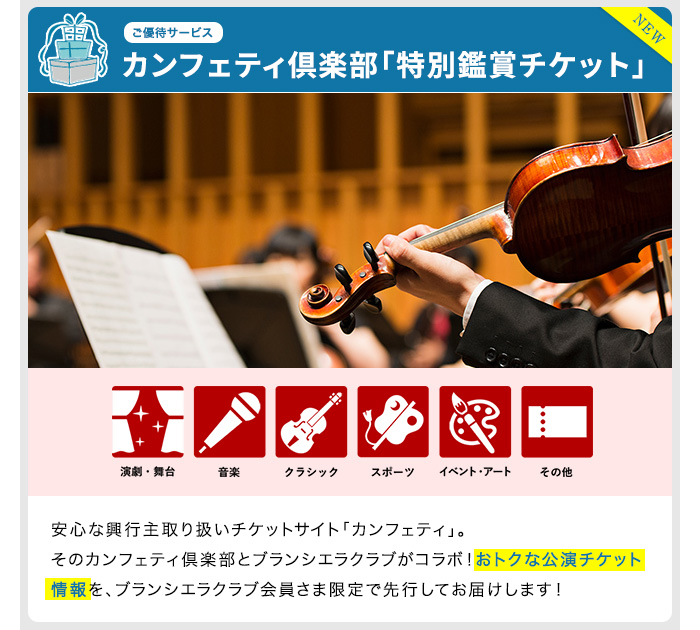 ご優待サービス
カンフェティ倶楽部「特別鑑賞チケット」
NEW
演劇・舞台
音楽
クラシック
スポーツ
イベント・アート
その他
安心な興行主取り扱いチケットサイト「カンフェティ」。
そのカンフェティ倶楽部とブランシエラクラブがコラボ！おトクな公演チケット
情報を、ブランシエラクラブ会員さま限定で先行してお届けします！